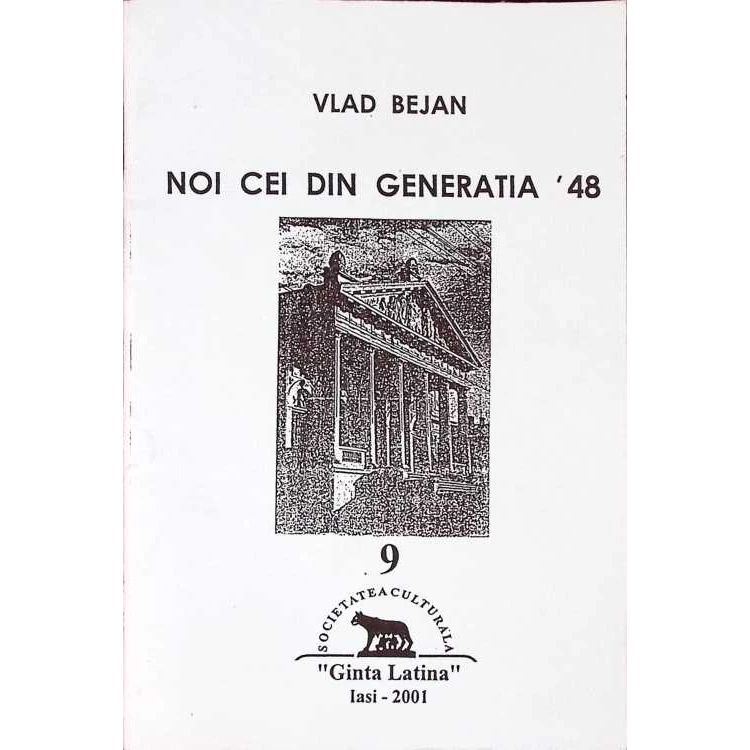 VLAD BEJAN
NOI CEI DIN GENERATIA '48
9
SOCIETATEA CULTURALA
"Ginta Latina"
Iasi - 2001